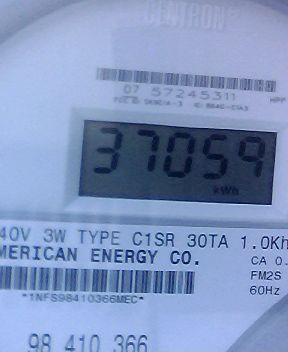 CENTRON®
07 57245311
37059
kWh
40V 3W TYPE C1SR 30TA 1.0Kh
MERICAN ENERGY CO.
CA 0.
FM2S
60Hz
*1NFS98410366MEC*
98 410 366